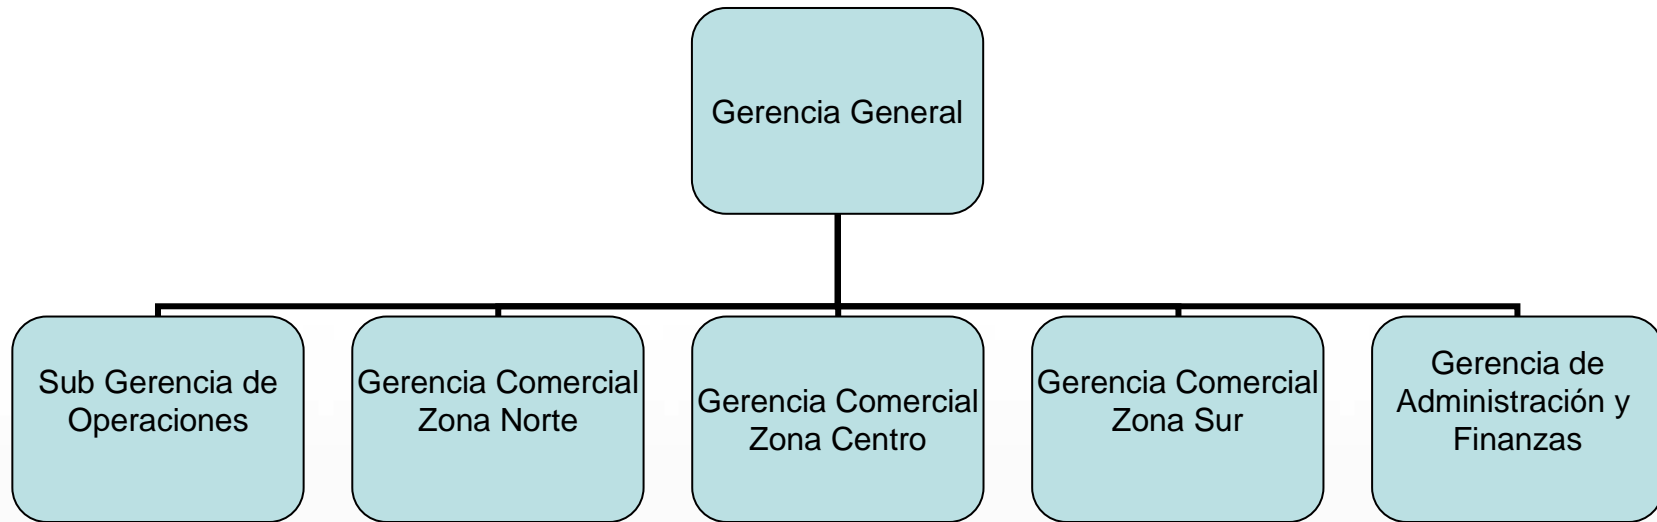 Gerencia General
Sub Gerencia de
Operaciones
Gerencia Comercial
Zona Norte
Gerencia Comercial
Zona Centro
Gerencia Comercial
Zona Sur
Gerencia de
Administración y
Finanzas